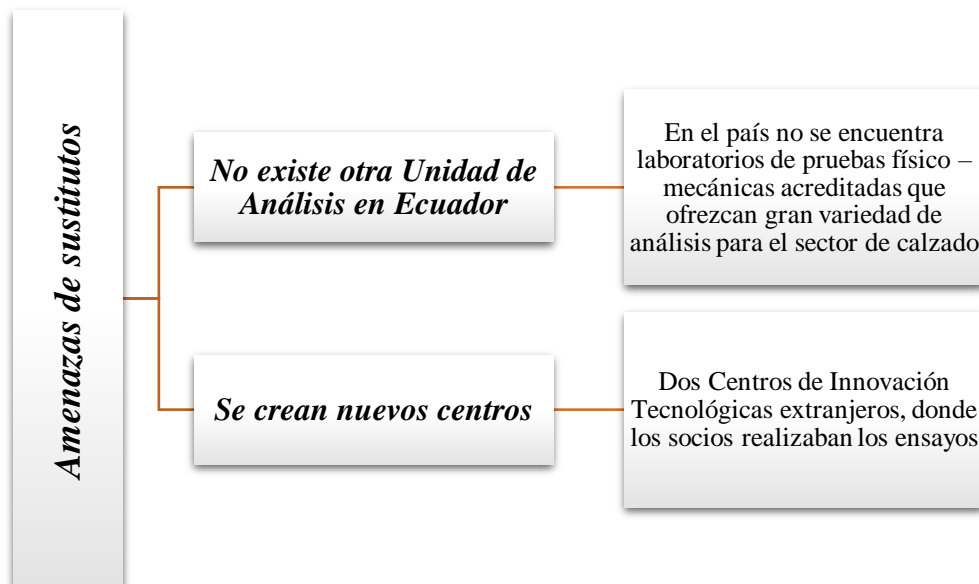 Amenazas de sustitutos
No existe otra Unidad de
Análisis en Ecuador
En el país no se encuentra
laboratorios de pruebas físico –
mecánicas acreditadas que
ofrezcan gran variedad de
análisis para el sector de calzado
Se crean nuevos centros
Dos Centros de Innovación
Tecnológicas extranjeros, donde
los socios realizaban los ensayos